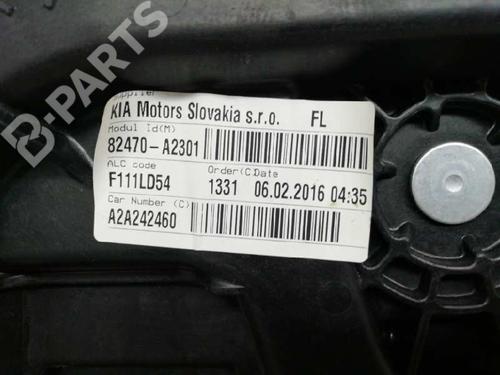 B-PARTS
Supplier
KIA Motors Slovakia s.r.o. FL
Modul Id(M)
82470-A2301
ALC code Order(C)Date
F111LD54 1331 06.02.2016 04:35
Car Number (C)
A2A242460